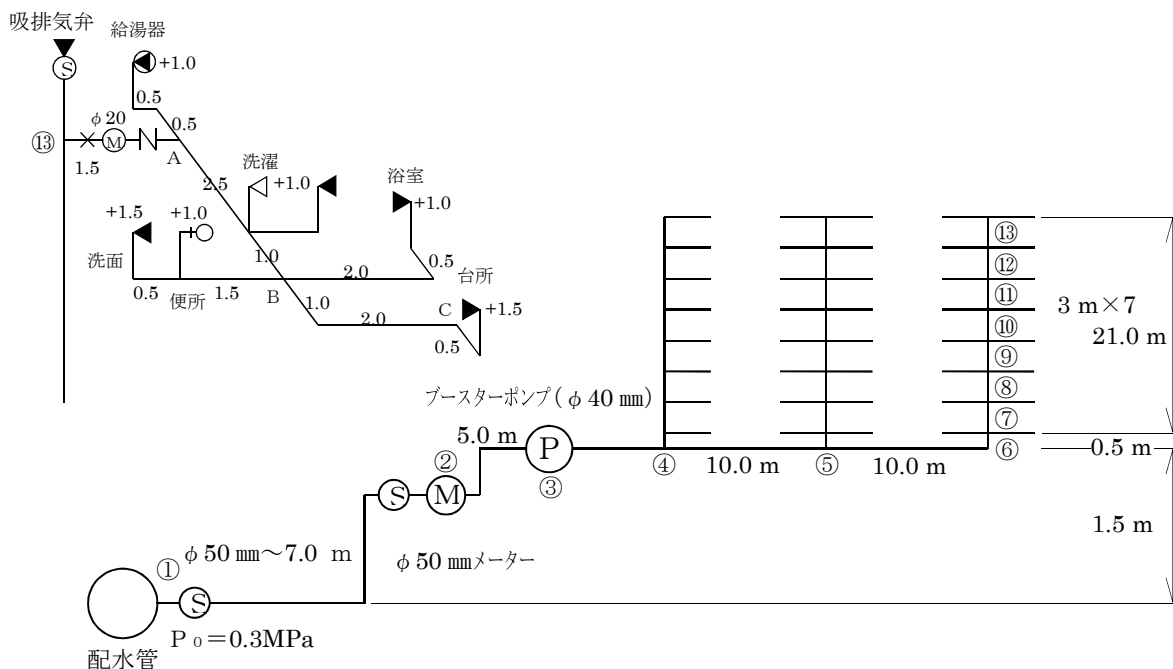 吸排気弁
給湯器
S
+1.0
0.5
φ20
0.5
⑬
M
A
1.5
洗濯
浴室
2.5
+1.0
+1.0
+1.5
+1.0
洗面
1.0
0.5
台所
2.0
0.5
1.5
B
便所
1.0
C
+1.5
2.0
0.5
⑬
⑫
⑪
⑩
⑨
⑧
⑦
3 m×7
21.0 m
ブースターポンプ(φ40 ㎜)
5.0 m
P
④
10.0 m
⑤
10.0 m
⑥
0.5 m
②
③
S
M
1.5 m
φ50 ㎜～7.0 m
φ50 ㎜メーター
①
S
P₀＝0.3MPa
配水管